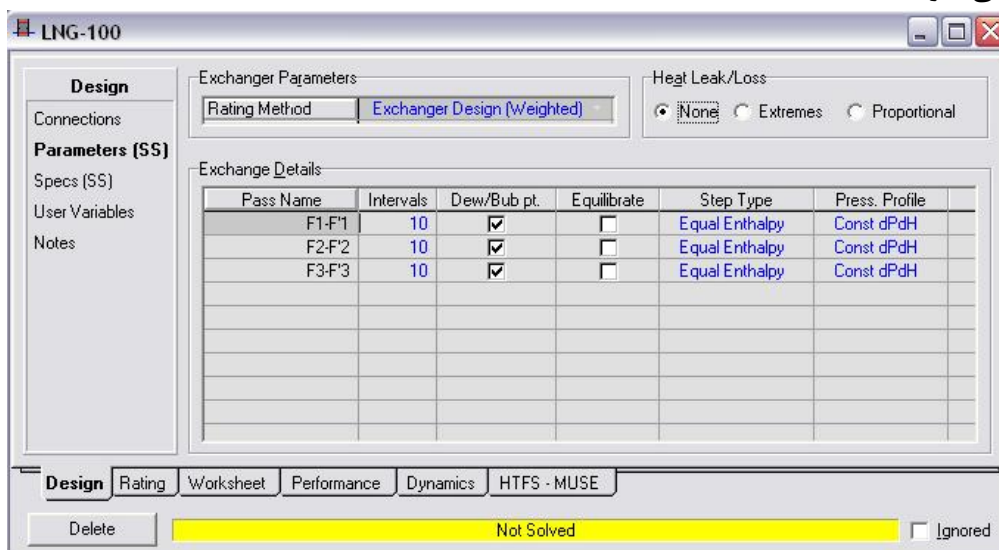 LNG-100
Design
Connections
Parameters (SS)
Specs (SS)
User Variables
Notes
Exchanger Parameters
Rating Method Exchanger Design (Weighted)
Heat Leak/Loss
None Extremes Proportional
Exchange Details
Pass Name Intervals Dew/Bub pt. Equilibrate Step Type Press. Profile
F1-F'1 10 Equal Enthalpy Const dPdH
F2-F'2 10 Equal Enthalpy Const dPdH
F3-F'3 10 Equal Enthalpy Const dPdH
Design Rating Worksheet Performance Dynamics HTFS - MUSE
Delete Not Solved Ignored